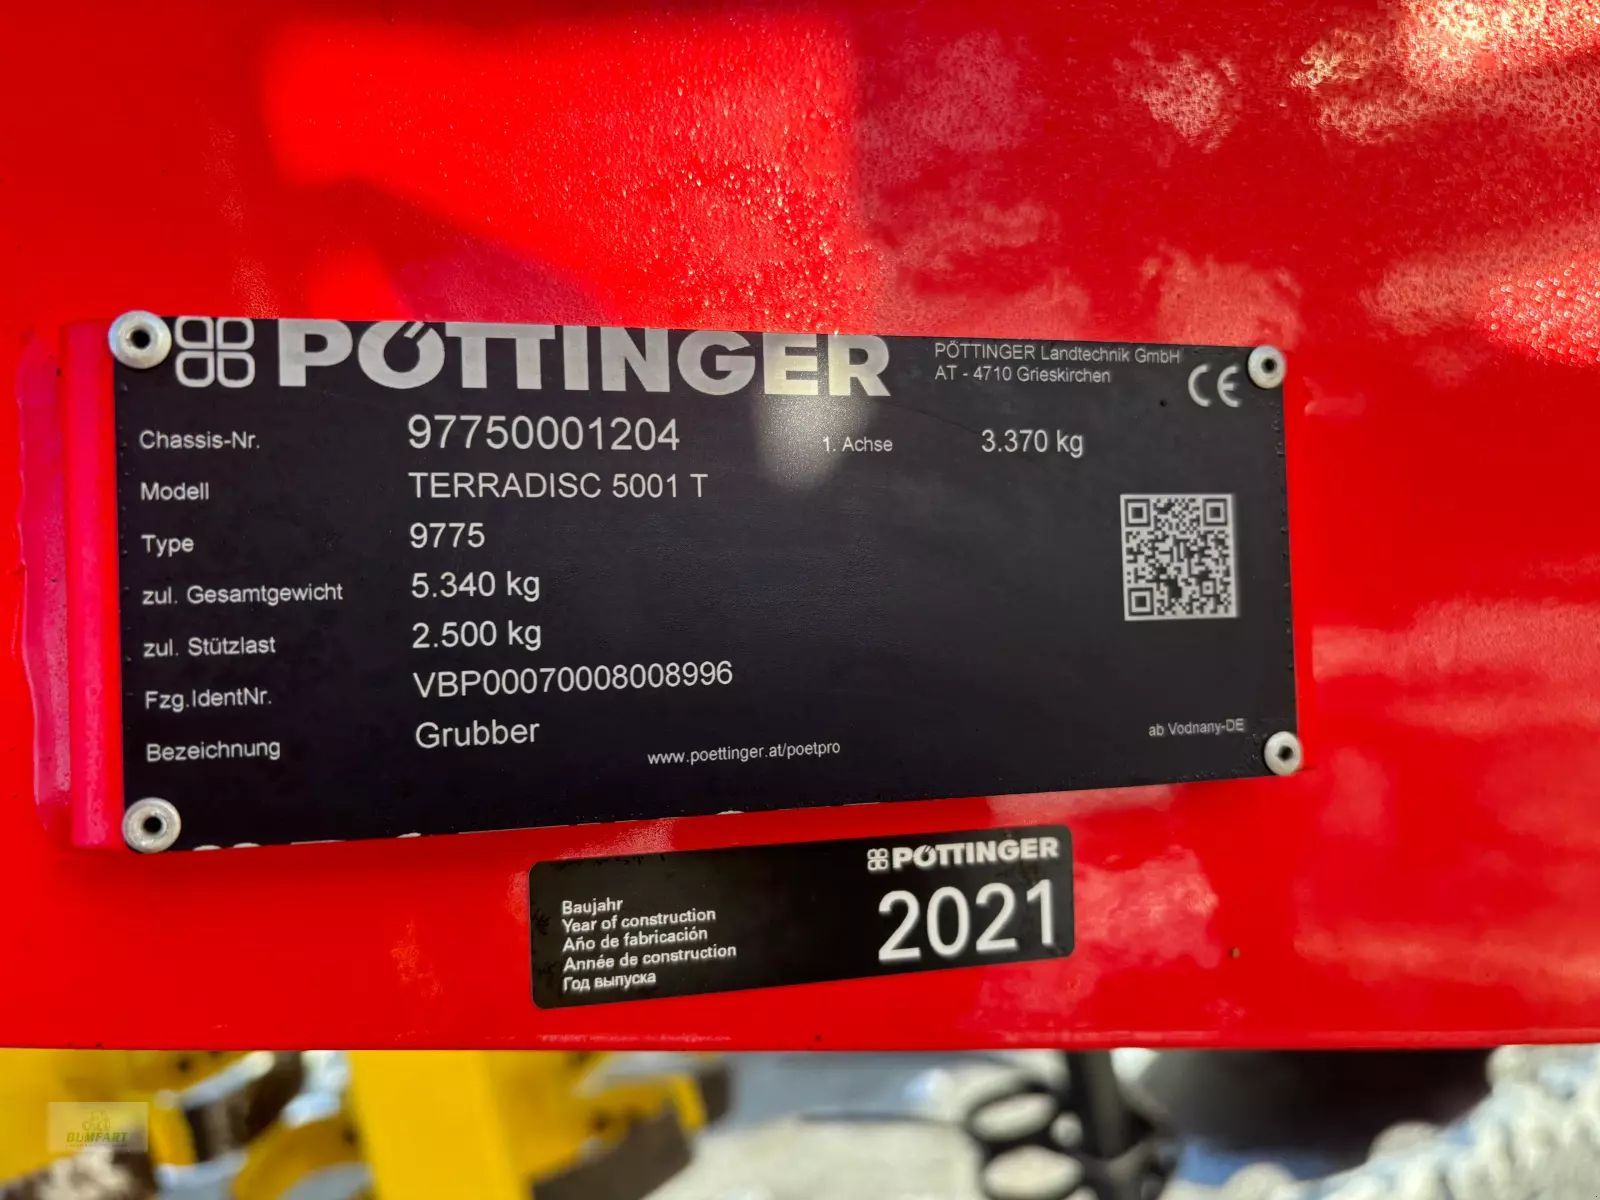 PÖTTINGER
PÖTTINGER Landtechnik GmbH
AT - 4710 Grieskirchen
CE
Chassis-Nr. 97750001204 1. Achse 3.370 kg
Modell TERRADISC 5001 T
Type 9775
zul. Gesamtgewicht 5.340 kg
zul. Stützlast 2.500 kg
Fzg.IdentNr. VBP00070008008996
Bezeichnung Grubber
www.poettinger.at/poetpro
ab Vodnany-DE
PÖTTINGER
Baujahr
Year of construction
Año de fabricación
Année de construction
Год выпуска
2021
BUMFART